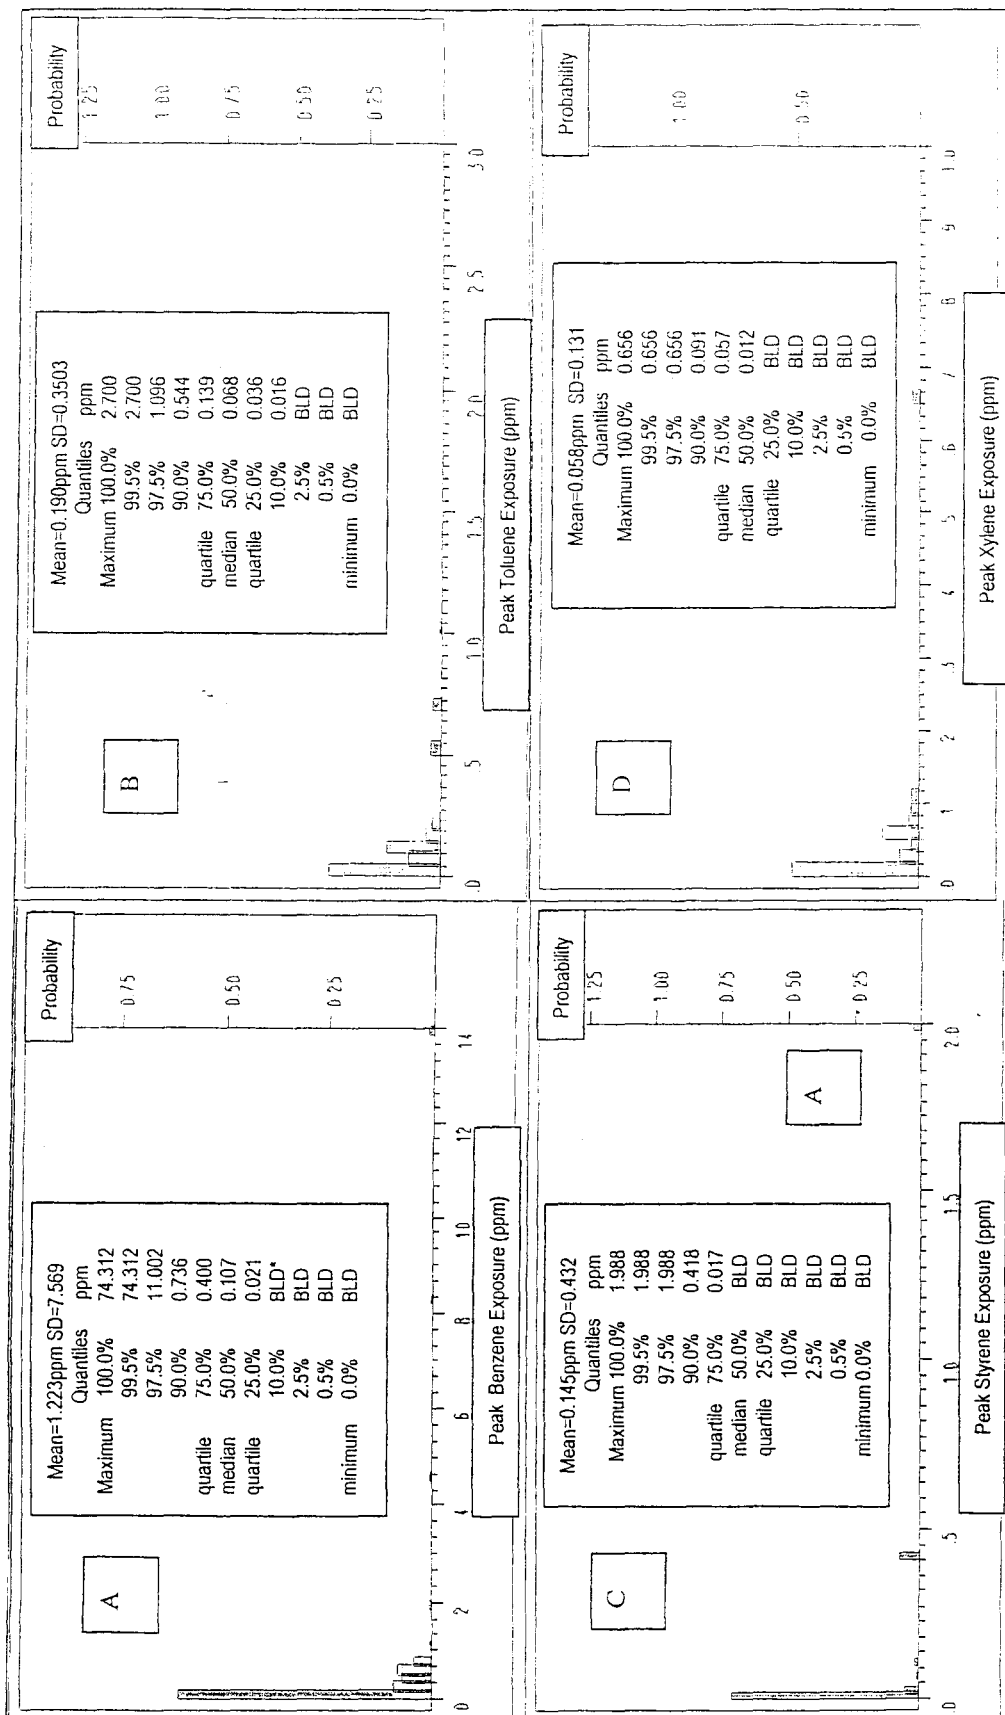 A
Mean=1.223ppm SD=7.569
Quantiles ppm
Maximum 100.0% 74.312
99.5% 74.312
97.5% 11.002
90.0% 0.736
quartile 75.0% 0.400
median 50.0% 0.107
quartile 25.0% 0.021
10.0% BLD*
2.5% BLD
0.5% BLD
minimum 0.0% BLD
Probability
0.75
0.50
0.25
0 2 4 6 8 10 12 14
Peak Benzene Exposure (ppm)
B
Mean=0.190ppm SD=0.3503
Quantiles ppm
Maximum 100.0% 2.700
99.5% 2.700
97.5% 1.096
90.0% 0.544
quartile 75.0% 0.139
median 50.0% 0.068
quartile 25.0% 0.036
10.0% 0.016
2.5% BLD
0.5% BLD
minimum 0.0% BLD
Probability
1.25
1.00
0.75
0.50
0.25
.0 .5 1.0 1.5 2.0 2.5 3.0
Peak Toluene Exposure (ppm)
C
Mean=0.145ppm SD=0.432
Quantiles ppm
Maximum 100.0% 1.988
99.5% 1.988
97.5% 1.988
90.0% 0.418
quartile 75.0% 0.017
median 50.0% BLD
quartile 25.0% BLD
10.0% BLD
2.5% BLD
0.5% BLD
minimum 0.0% BLD
A
Probability
1.25
1.00
0.75
0.50
0.25
.0 .5 1.0 1.5 2.0
Peak Styrene Exposure (ppm)
D
Mean=0.058ppm SD=0.131
Quantiles ppm
Maximum 100.0% 0.656
99.5% 0.656
97.5% 0.656
90.0% 0.091
quartile 75.0% 0.057
median 50.0% 0.012
quartile 25.0% BLD
10.0% BLD
2.5% BLD
0.5% BLD
minimum 0.0% BLD
Probability
1.00
0.50
.0 .1 .2 .3 .4 .5 .6 .7 .8 .9
Peak Xylene Exposure (ppm)